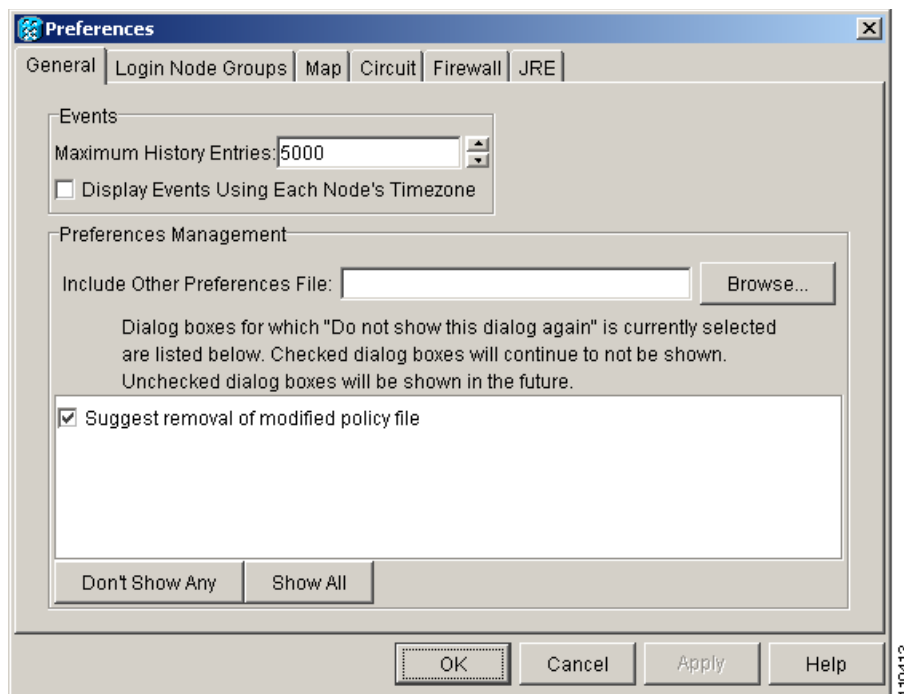 Preferences
General Login Node Groups Map Circuit Firewall JRE
Events
Maximum History Entries: 5000
Display Events Using Each Node's Timezone
Preferences Management
Include Other Preferences File: Browse...
Dialog boxes for which "Do not show this dialog again" is currently selected
are listed below. Checked dialog boxes will continue to not be shown.
Unchecked dialog boxes will be shown in the future.
Suggest removal of modified policy file
Don't Show Any Show All
OK Cancel Apply Help